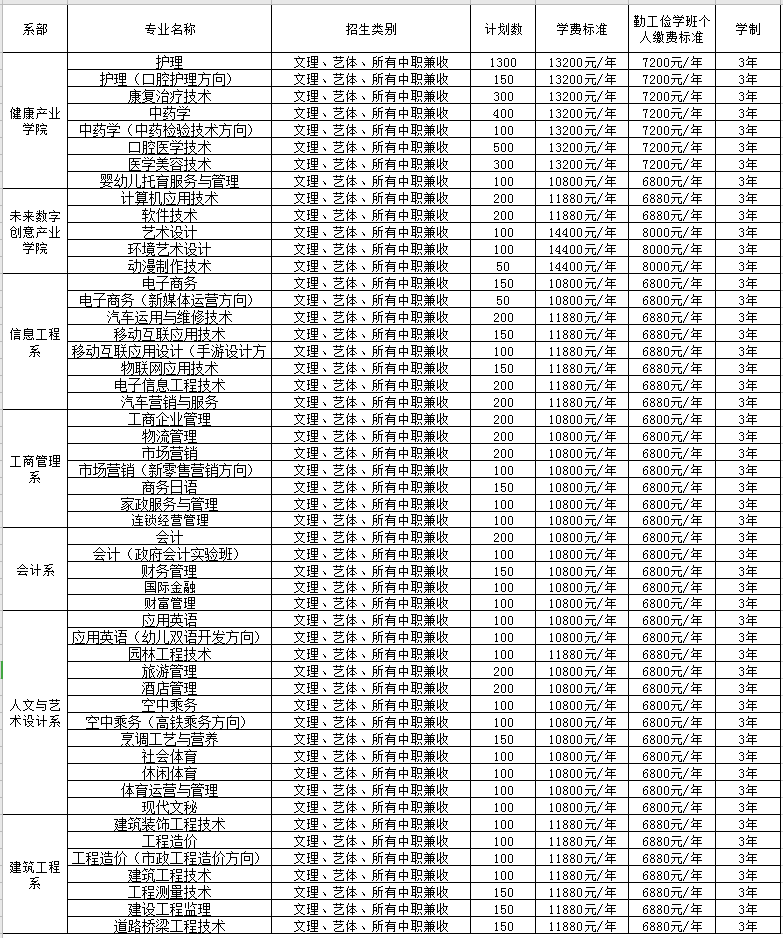 系部 专业名称 招生类别 计划数 学费标准 勤工俭学班个人缴费标准 学制
健康产业学院
护理 文理、艺体、所有中职兼收 1300 13200元/年 7200元/年 3年
护理（口腔护理方向） 文理、艺体、所有中职兼收 150 13200元/年 7200元/年 3年
康复治疗技术 文理、艺体、所有中职兼收 300 13200元/年 7200元/年 3年
中药学 文理、艺体、所有中职兼收 400 13200元/年 7200元/年 3年
中药学（中药检验技术方向） 文理、艺体、所有中职兼收 100 13200元/年 7200元/年 3年
口腔医学技术 文理、艺体、所有中职兼收 500 13200元/年 7200元/年 3年
医学美容技术 文理、艺体、所有中职兼收 300 13200元/年 7200元/年 3年
婴幼儿托育服务与管理 文理、艺体、所有中职兼收 100 10800元/年 6800元/年 3年
未来数字创意产业学院
计算机应用技术 文理、艺体、所有中职兼收 200 11880元/年 6880元/年 3年
软件技术 文理、艺体、所有中职兼收 200 11880元/年 6880元/年 3年
艺术设计 文理、艺体、所有中职兼收 100 14400元/年 8000元/年 3年
环境艺术设计 文理、艺体、所有中职兼收 100 14400元/年 8000元/年 3年
动漫制作技术 文理、艺体、所有中职兼收 50 14400元/年 8000元/年 3年
信息工程系
电子商务 文理、艺体、所有中职兼收 150 10800元/年 6800元/年 3年
电子商务（新媒体运营方向） 文理、艺体、所有中职兼收 50 10800元/年 6800元/年 3年
汽车运用与维修技术 文理、艺体、所有中职兼收 200 11880元/年 6880元/年 3年
移动互联应用技术 文理、艺体、所有中职兼收 150 11880元/年 6880元/年 3年
移动互联应用设计（手游设计方 文理、艺体、所有中职兼收 100 11880元/年 6880元/年 3年
物联网应用技术 文理、艺体、所有中职兼收 150 11880元/年 6880元/年 3年
电子信息工程技术 文理、艺体、所有中职兼收 200 11880元/年 6880元/年 3年
汽车营销与服务 文理、艺体、所有中职兼收 200 11880元/年 6880元/年 3年
工商管理系
工商企业管理 文理、艺体、所有中职兼收 200 10800元/年 6800元/年 3年
物流管理 文理、艺体、所有中职兼收 200 10800元/年 6800元/年 3年
市场营销 文理、艺体、所有中职兼收 200 10800元/年 6800元/年 3年
市场营销（新零售营销方向） 文理、艺体、所有中职兼收 100 10800元/年 6800元/年 3年
商务日语 文理、艺体、所有中职兼收 150 10800元/年 6800元/年 3年
家政服务与管理 文理、艺体、所有中职兼收 100 10800元/年 6800元/年 3年
连锁经营管理 文理、艺体、所有中职兼收 100 10800元/年 6800元/年 3年
会计系
会计 文理、艺体、所有中职兼收 200 10800元/年 6800元/年 3年
会计（政府会计实验班） 文理、艺体、所有中职兼收 100 10800元/年 6800元/年 3年
财务管理 文理、艺体、所有中职兼收 150 10800元/年 6800元/年 3年
国际金融 文理、艺体、所有中职兼收 100 10800元/年 6800元/年 3年
财富管理 文理、艺体、所有中职兼收 100 10800元/年 6800元/年 3年
人文与艺术设计系
应用英语 文理、艺体、所有中职兼收 100 10800元/年 6800元/年 3年
应用英语（幼儿双语开发方向） 文理、艺体、所有中职兼收 100 10800元/年 6800元/年 3年
园林工程技术 文理、艺体、所有中职兼收 100 11880元/年 6880元/年 3年
旅游管理 文理、艺体、所有中职兼收 200 10800元/年 6800元/年 3年
酒店管理 文理、艺体、所有中职兼收 200 10800元/年 6800元/年 3年
空中乘务 文理、艺体、所有中职兼收 100 10800元/年 6800元/年 3年
空中乘务（高铁乘务方向） 文理、艺体、所有中职兼收 100 10800元/年 6800元/年 3年
烹调工艺与营养 文理、艺体、所有中职兼收 150 10800元/年 6800元/年 3年
社会体育 文理、艺体、所有中职兼收 100 10800元/年 6800元/年 3年
休闲体育 文理、艺体、所有中职兼收 100 10800元/年 6800元/年 3年
体育运营与管理 文理、艺体、所有中职兼收 100 10800元/年 6800元/年 3年
现代文秘 文理、艺体、所有中职兼收 100 10800元/年 6800元/年 3年
建筑工程系
建筑装饰工程技术 文理、艺体、所有中职兼收 100 11880元/年 6880元/年 3年
工程造价 文理、艺体、所有中职兼收 100 11880元/年 6880元/年 3年
工程造价（市政工程造价方向） 文理、艺体、所有中职兼收 100 11880元/年 6880元/年 3年
建筑工程技术 文理、艺体、所有中职兼收 100 11880元/年 6880元/年 3年
工程测量技术 文理、艺体、所有中职兼收 150 11880元/年 6880元/年 3年
建设工程监理 文理、艺体、所有中职兼收 150 11880元/年 6880元/年 3年
道路桥梁工程技术 文理、艺体、所有中职兼收 150 11880元/年 6880元/年 3年